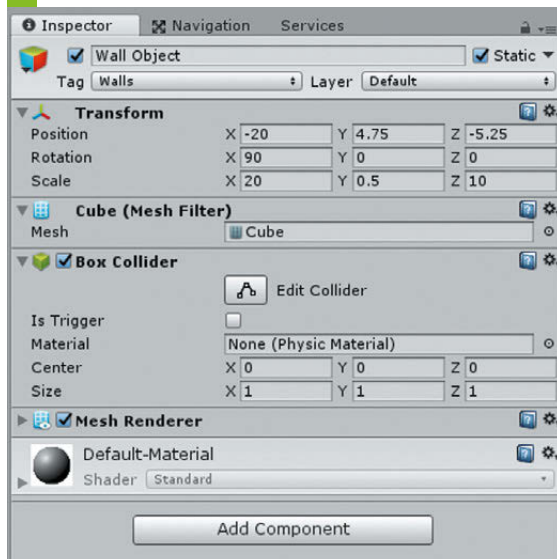 Inspector Navigation Services
Wall Object Static
Tag Walls Layer Default
Transform
Position X -20 Y 4.75 Z -5.25
Rotation X 90 Y 0 Z 0
Scale X 20 Y 0.5 Z 10
Cube (Mesh Filter)
Mesh Cube
Box Collider
Edit Collider
Is Trigger
Material None (Physic Material)
Center X 0 Y 0 Z 0
Size X 1 Y 1 Z 1
Mesh Renderer
Default-Material
Shader Standard
Add Component